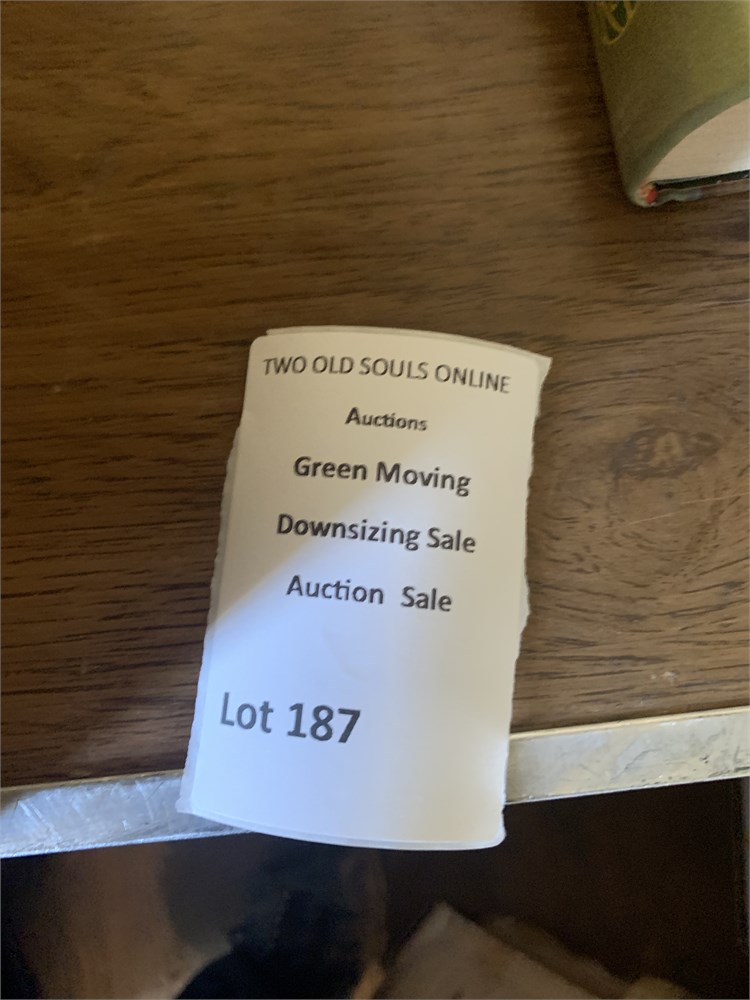 TWO OLD SOULS ONLINE
Auctions
Green Moving
Downsizing Sale
Auction Sale
Lot 187